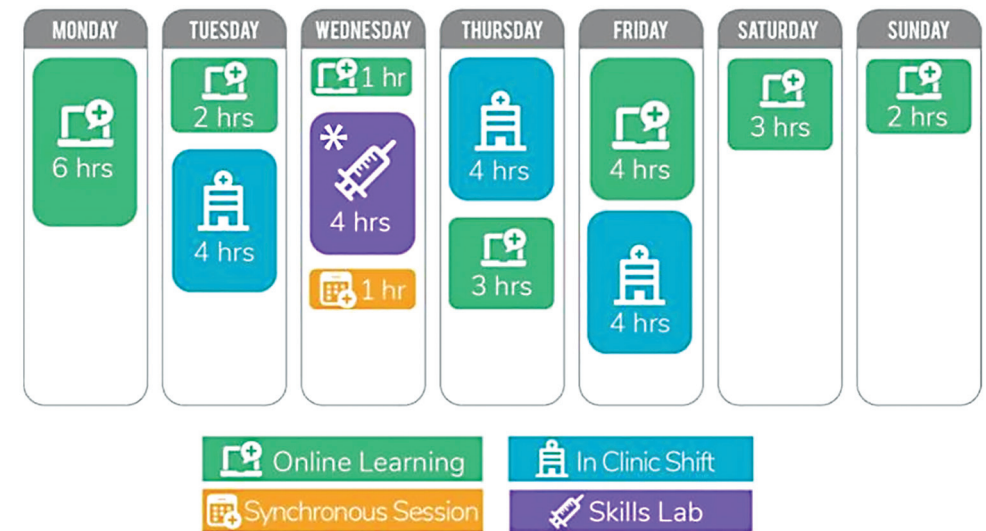 MONDAY
TUESDAY
WEDNESDAY
THURSDAY
FRIDAY
SATURDAY
SUNDAY
6 hrs
2 hrs
4 hrs
1 hr
*
4 hrs
1 hr
4 hrs
3 hrs
4 hrs
4 hrs
3 hrs
2 hrs
Online Learning
In Clinic Shift
Synchronous Session
Skills Lab